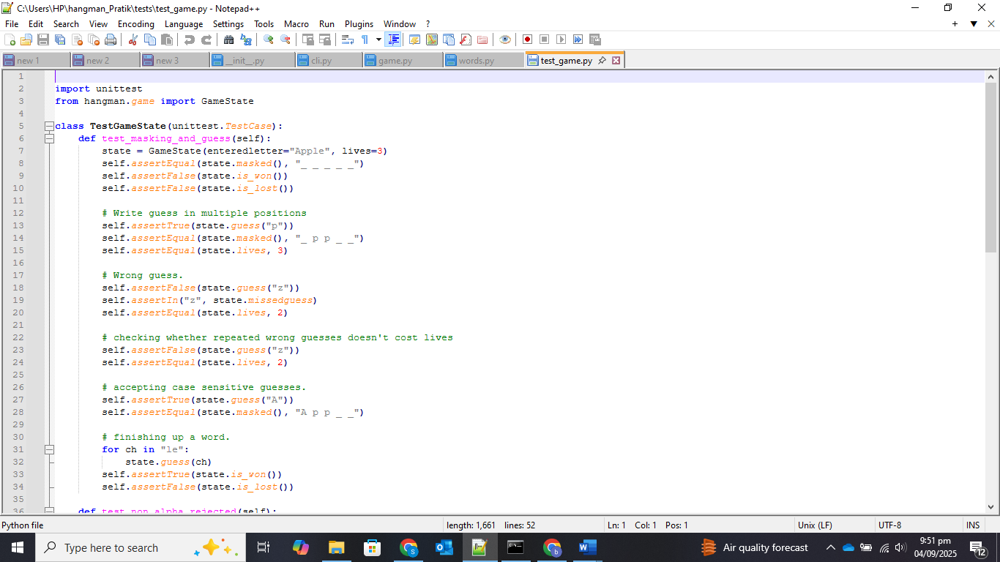 C:\Users\HP\hangman_Pratik\tests\test_game.py - Notepad++
File Edit Search View Encoding Language Settings Tools Macro Run Plugins Window ?
new 1 new 2 new 3 __init__.py cli.py game.py words.py test_game.py
1
2 import unittest
3 from hangman.game import GameState
4
5 class TestGameState(unittest.TestCase):
6 def test_masking_and_guess(self):
7 state = GameState(enteredletter="Apple", lives=3)
8 self.assertEqual(state.masked(), "_ _ _ _ _")
9 self.assertFalse(state.is_won())
10 self.assertFalse(state.is_lost())
11
12 # Write guess in multiple positions
13 self.assertTrue(state.guess("p"))
14 self.assertEqual(state.masked(), "_ p p _ _")
15 self.assertEqual(state.lives, 3)
16
17 # Wrong guess.
18 self.assertFalse(state.guess("z"))
19 self.assertIn("z", state.missedguess)
20 self.assertEqual(state.lives, 2)
21
22 # checking whether repeated wrong guesses doesn't cost lives
23 self.assertFalse(state.guess("z"))
24 self.assertEqual(state.lives, 2)
25
26 # accepting case sensitive guesses.
27 self.assertTrue(state.guess("A"))
28 self.assertEqual(state.masked(), "A p p _ _")
29
30 # finishing up a word.
31 for ch in "le":
32 state.guess(ch)
33 self.assertTrue(state.is_won())
34 self.assertFalse(state.is_lost())
35
36 def test_non_alpha_rejected(self):
Python file length: 1,661 lines: 52 Ln: 1 Col: 1 Pos: 1 Unix (LF) UTF-8 INS
Type here to search Air quality forecast 9:51 pm
04/09/2025 12